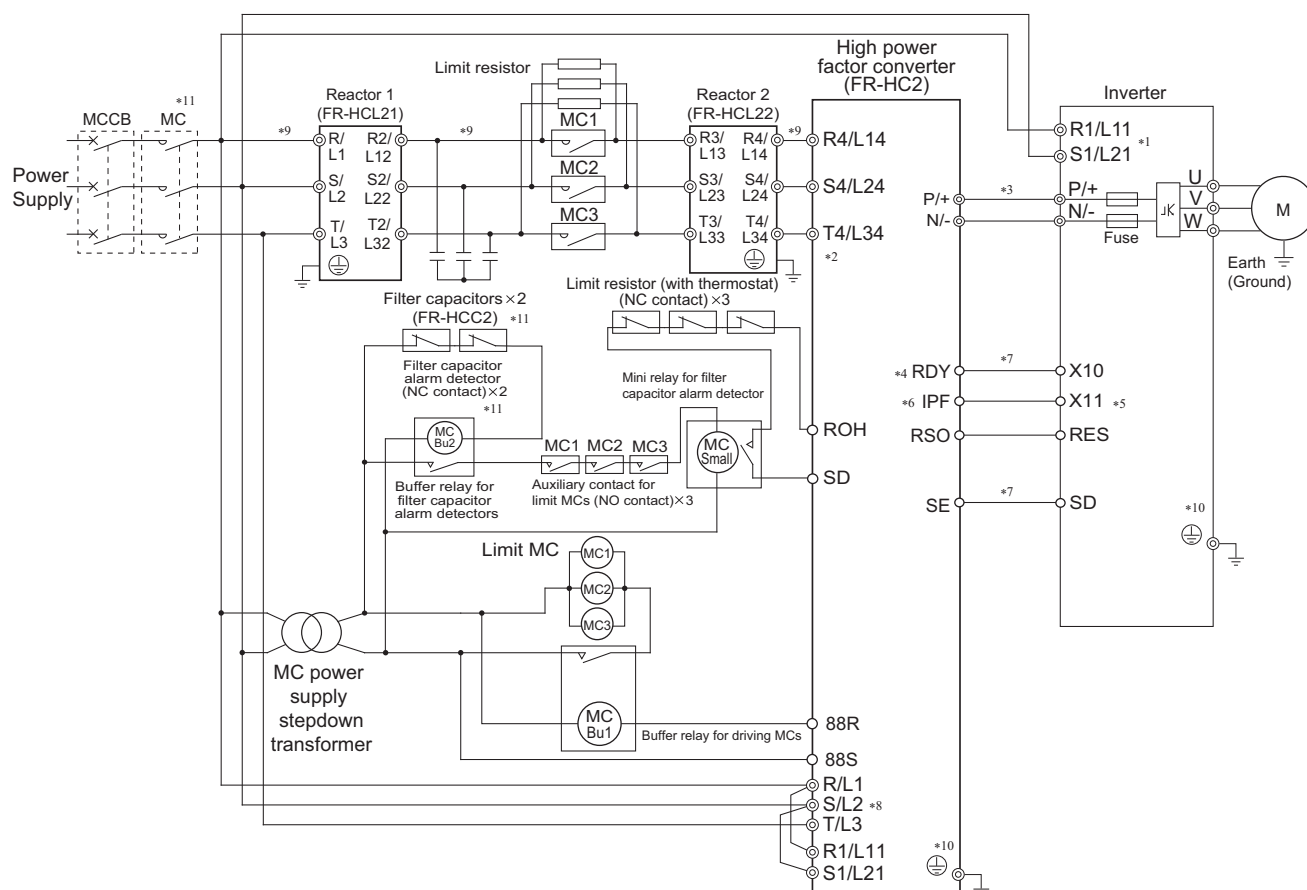 High power
factor converter
(FR-HC2)
Limit resistor
Inverter
Reactor 1
(FR-HCL21)
Reactor 2
(FR-HCL22)
*11
MCCB
MC
*9
*9
*9
MC1
R1/L11
S1/L21
*1
Power
Supply
R/
L1
R2/
L12
R3/
L13
R4/
L14
R4/L14
S/
L2
S2/
L22
MC2
S3/
L23
S4/
L24
S4/L24
T/
L3
T2/
L32
MC3
T3/
L33
T4/
L34
T4/L34
*2
P/+
*3
P/+
N/-
N/-
Fuse
U
V
W
M
Earth
(Ground)
Limit resistor (with thermostat)
(NC contact)×3
Filter capacitors×2
(FR-HCC2)
*11
Filter capacitor
alarm detector
(NC contact)×2
Mini relay for filter
capacitor alarm detector
*4 RDY
*7
X10
*6 IPF
X11 *5
RSO
RES
SE
*7
SD
*10
*11
MC
Bu2
MC1
MC2
MC3
MC
Small
ROH
SD
Buffer relay for
filter capacitor
alarm detectors
Auxiliary contact for
limit MCs (NO contact)×3
Limit MC
MC1
MC2
MC3
MC power
supply
stepdown
transformer
MC
Bu1
Buffer relay for driving MCs
88R
88S
R/L1
S/L2 *8
T/L3
R1/L11
S1/L21
*10